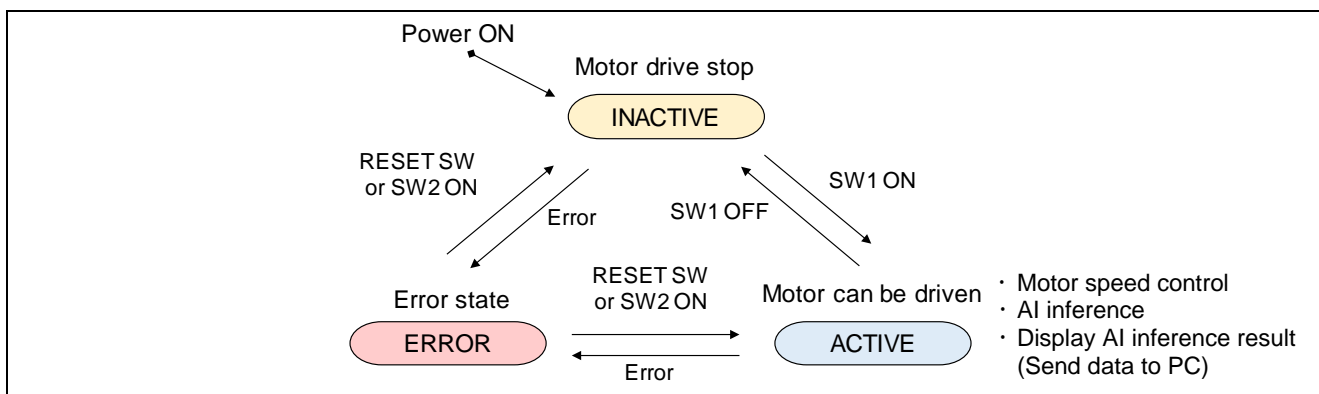 Power ON
Motor drive stop
INACTIVE
RESET SW
or SW2 ON
SW1 ON
SW1 OFF
Error
RESET SW
or SW2 ON
Error state
ERROR
Motor can be driven
ACTIVE
Error
・ Motor speed control
・ AI inference
・ Display AI inference result
(Send data to PC)